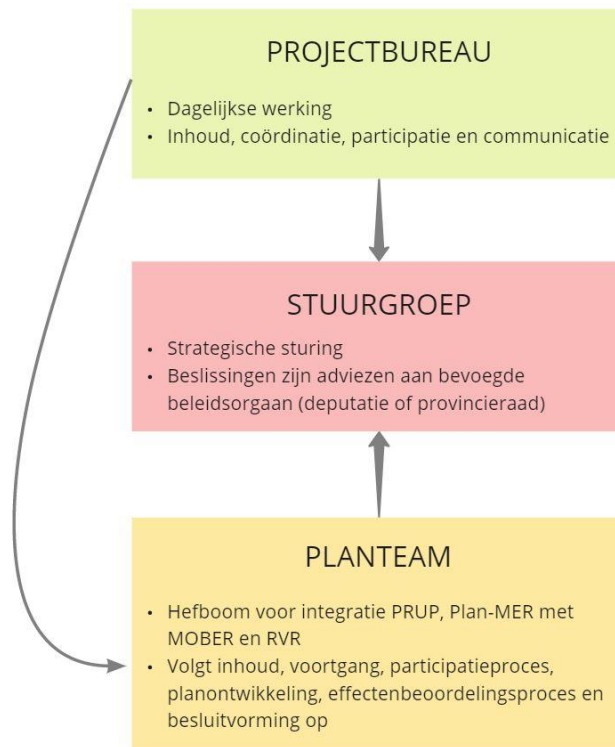 PROJECTBUREAU
• Dagelijkse werking
• Inhoud, coördinatie, participatie en communicatie
STUURGROEP
• Strategische sturing
• Beslissingen zijn adviezen aan bevoegde
beleidsorgaan (deputatie of provincieraad)
PLANTEAM
• Hefboom voor integratie PRUP, Plan-MER met
MOBER en RVR
• Volgt inhoud, voortgang, participatieproces,
planontwikkeling, effectenbeoordelingsproces en
besluitvorming op